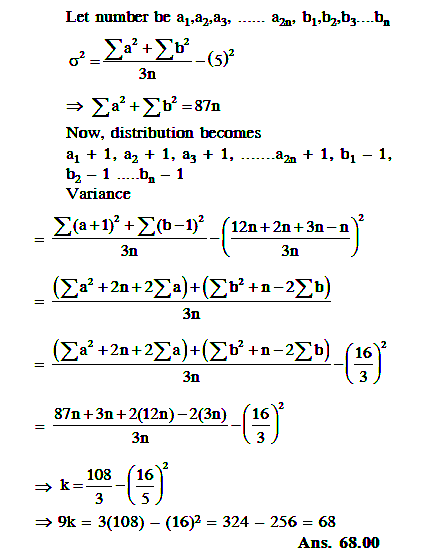 Let number be a₁,a₂,a₃, ...... a₂ₙ, b₁,b₂,b₃....bₙ
σ² = (∑a² + ∑b²)/3n − (5)²
⇒ ∑a² + ∑b² = 87n
Now, distribution becomes
a₁ + 1, a₂ + 1, a₃ + 1, .......a₂ₙ + 1, b₁ − 1,
b₂ − 1 .....bₙ − 1
Variance
= (∑(a+1)² + ∑(b−1)²)/3n − ((12n+2n+3n−n)/3n)²
= ((∑a² + 2n + 2∑a) + (∑b² + n − 2∑b))/3n
= ((∑a² + 2n + 2∑a) + (∑b² + n − 2∑b))/3n − (16/3)²
= (87n + 3n + 2(12n) − 2(3n))/3n − (16/3)²
⇒ k = 108/3 − (16/5)²
⇒ 9k = 3(108) − (16)² = 324 − 256 = 68
Ans. 68.00